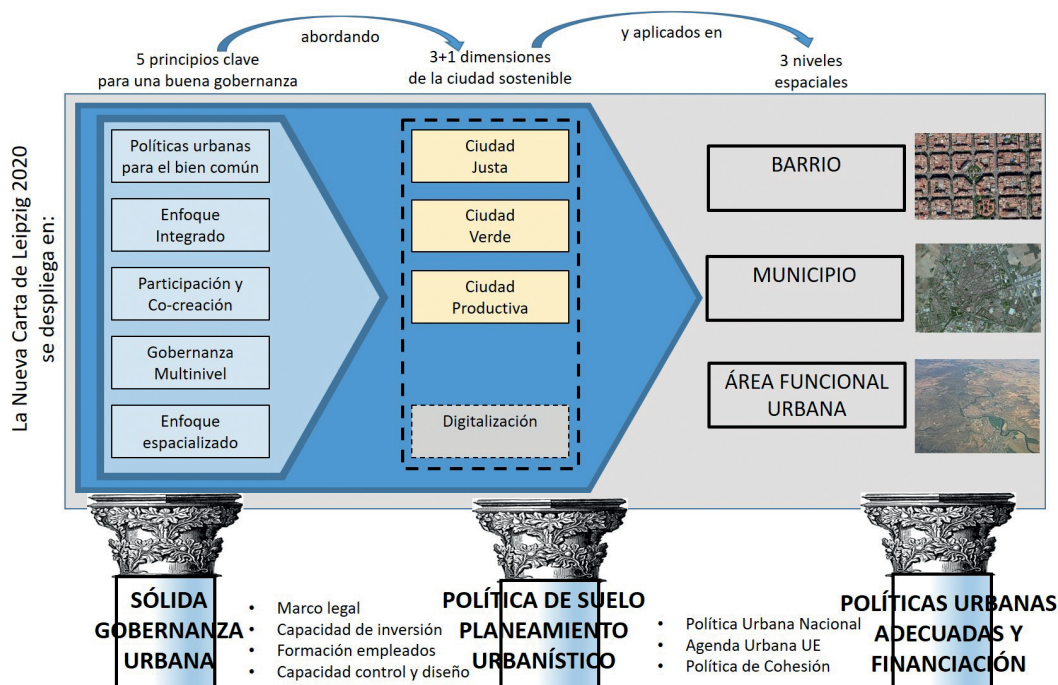 abordando
y aplicados en
5 principios clave
para una buena gobernanza
3+1 dimensiones
de la ciudad sostenible
3 niveles
espaciales
La Nueva Carta de Leipzig 2020
se despliega en:
Políticas urbanas
para el bien común
Enfoque
Integrado
Participación y
Co-creación
Gobernanza
Multinivel
Enfoque
espacializado
Ciudad
Justa
Ciudad
Verde
Ciudad
Productiva
Digitalización
BARRIO
MUNICIPIO
ÁREA FUNCIONAL
URBANA
SÓLIDA
GOBERNANZA
URBANA
• Marco legal
• Capacidad de inversión
• Formación empleados
• Capacidad control y diseño
POLÍTICA DE SUELO
PLANEAMIENTO
URBANÍSTICO
• Política Urbana Nacional
• Agenda Urbana UE
• Política de Cohesión
POLÍTICAS URBANAS
ADECUADAS Y
FINANCIACIÓN